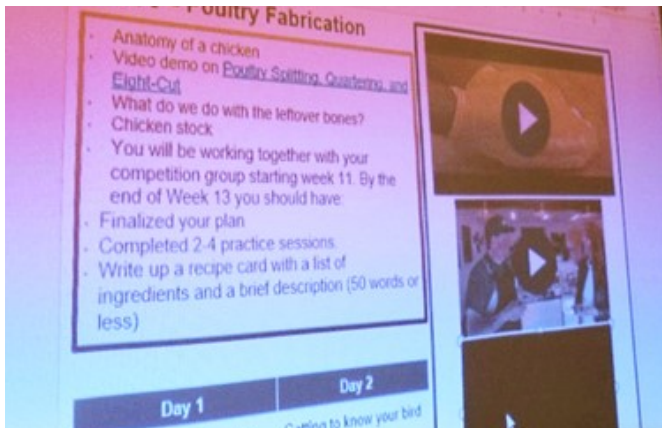 Poultry Fabrication
Anatomy of a chicken
Video demo on Poultry Splitting, Quartering, and
Eight-Cut
What do we do with the leftover bones?
Chicken stock
You will be working together with your
competition group starting week 11. By the
end of Week 13 you should have:
Finalized your plan
Completed 2-4 practice sessions.
Write up a recipe card with a list of
ingredients and a brief description (50 words or
less)
Day 1
Day 2
Getting to know your bird